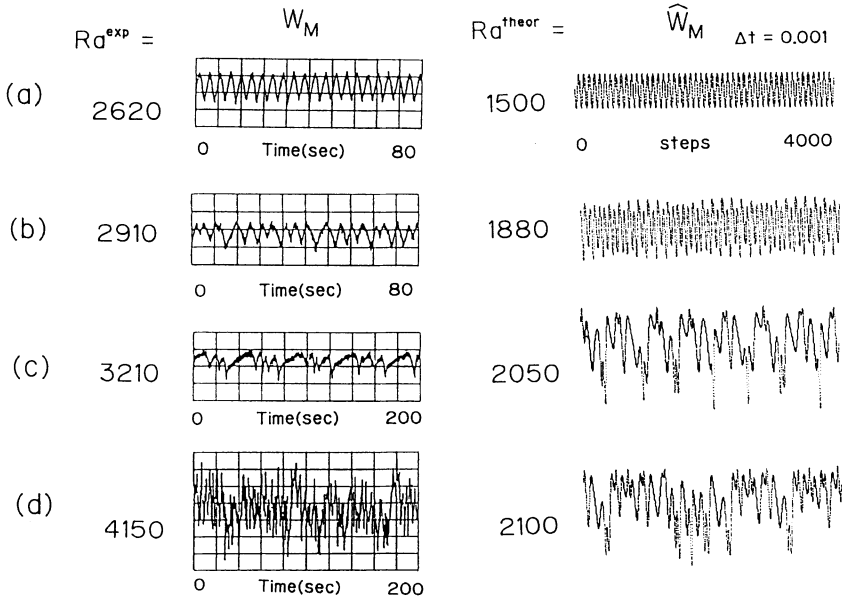 Ra^exp = W_M Ra^theor = Ŵ_M Δt = 0.001
(a) 2620 1500
0 Time(sec) 80 0 steps 4000
(b) 2910 1880
0 Time(sec) 80
(c) 3210 2050
0 Time(sec) 200
(d) 4150 2100
0 Time(sec) 200